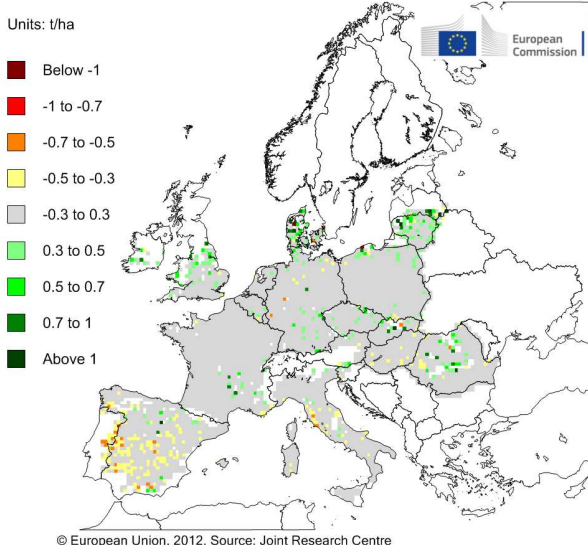 Units: t/ha
European
Commission
Below -1
-1 to -0.7
-0.7 to -0.5
-0.5 to -0.3
-0.3 to 0.3
0.3 to 0.5
0.5 to 0.7
0.7 to 1
Above 1
© European Union, 2012. Source: Joint Research Centre